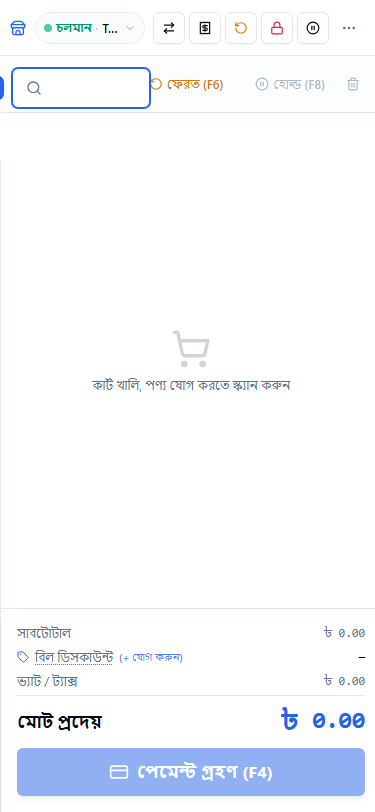 চলমান · T...
ফেরত (F6) হোল্ড (F8)
কার্ট খালি, পণ্য যোগ করতে স্ক্যান করুন
সাবটোটাল ৳ 0.00
বিল ডিসকাউন্ট (+ যোগ করুন) –
ভ্যাট / ট্যাক্স ৳ 0.00
মোট প্রদেয় ৳ 0.00
পেমেন্ট গ্রহণ (F4)